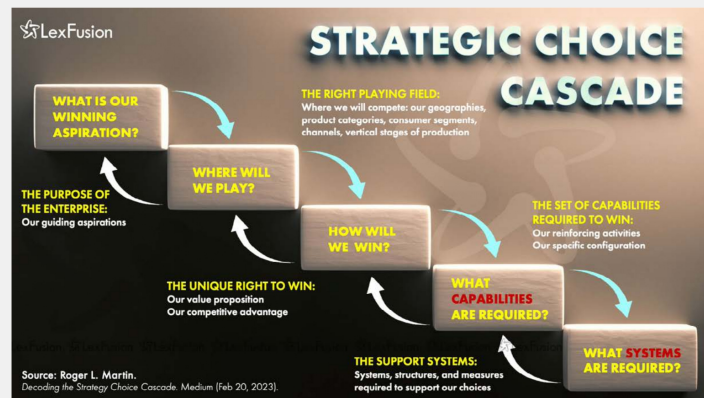 LexFusion
STRATEGIC CHOICE
CASCADE
WHAT IS OUR
WINNING
ASPIRATION?
THE RIGHT PLAYING FIELD:
Where we will compete: our geographies,
product categories, consumer segments,
channels, vertical stages of production
WHERE WILL
WE PLAY?
THE PURPOSE OF
THE ENTERPRISE:
Our guiding aspirations
THE SET OF CAPABILITIES
REQUIRED TO WIN:
Our reinforcing activities
Our specific configuration
HOW WILL
WE WIN?
THE UNIQUE RIGHT TO WIN:
Our value proposition
Our competitive advantage
WHAT
CAPABILITIES
ARE REQUIRED?
WHAT SYSTEMS
ARE REQUIRED?
THE SUPPORT SYSTEMS:
Systems, structures, and measures
required to support our choices
Source: Roger L. Martin.
Decoding the Strategy Choice Cascade. Medium (Feb 20, 2023).